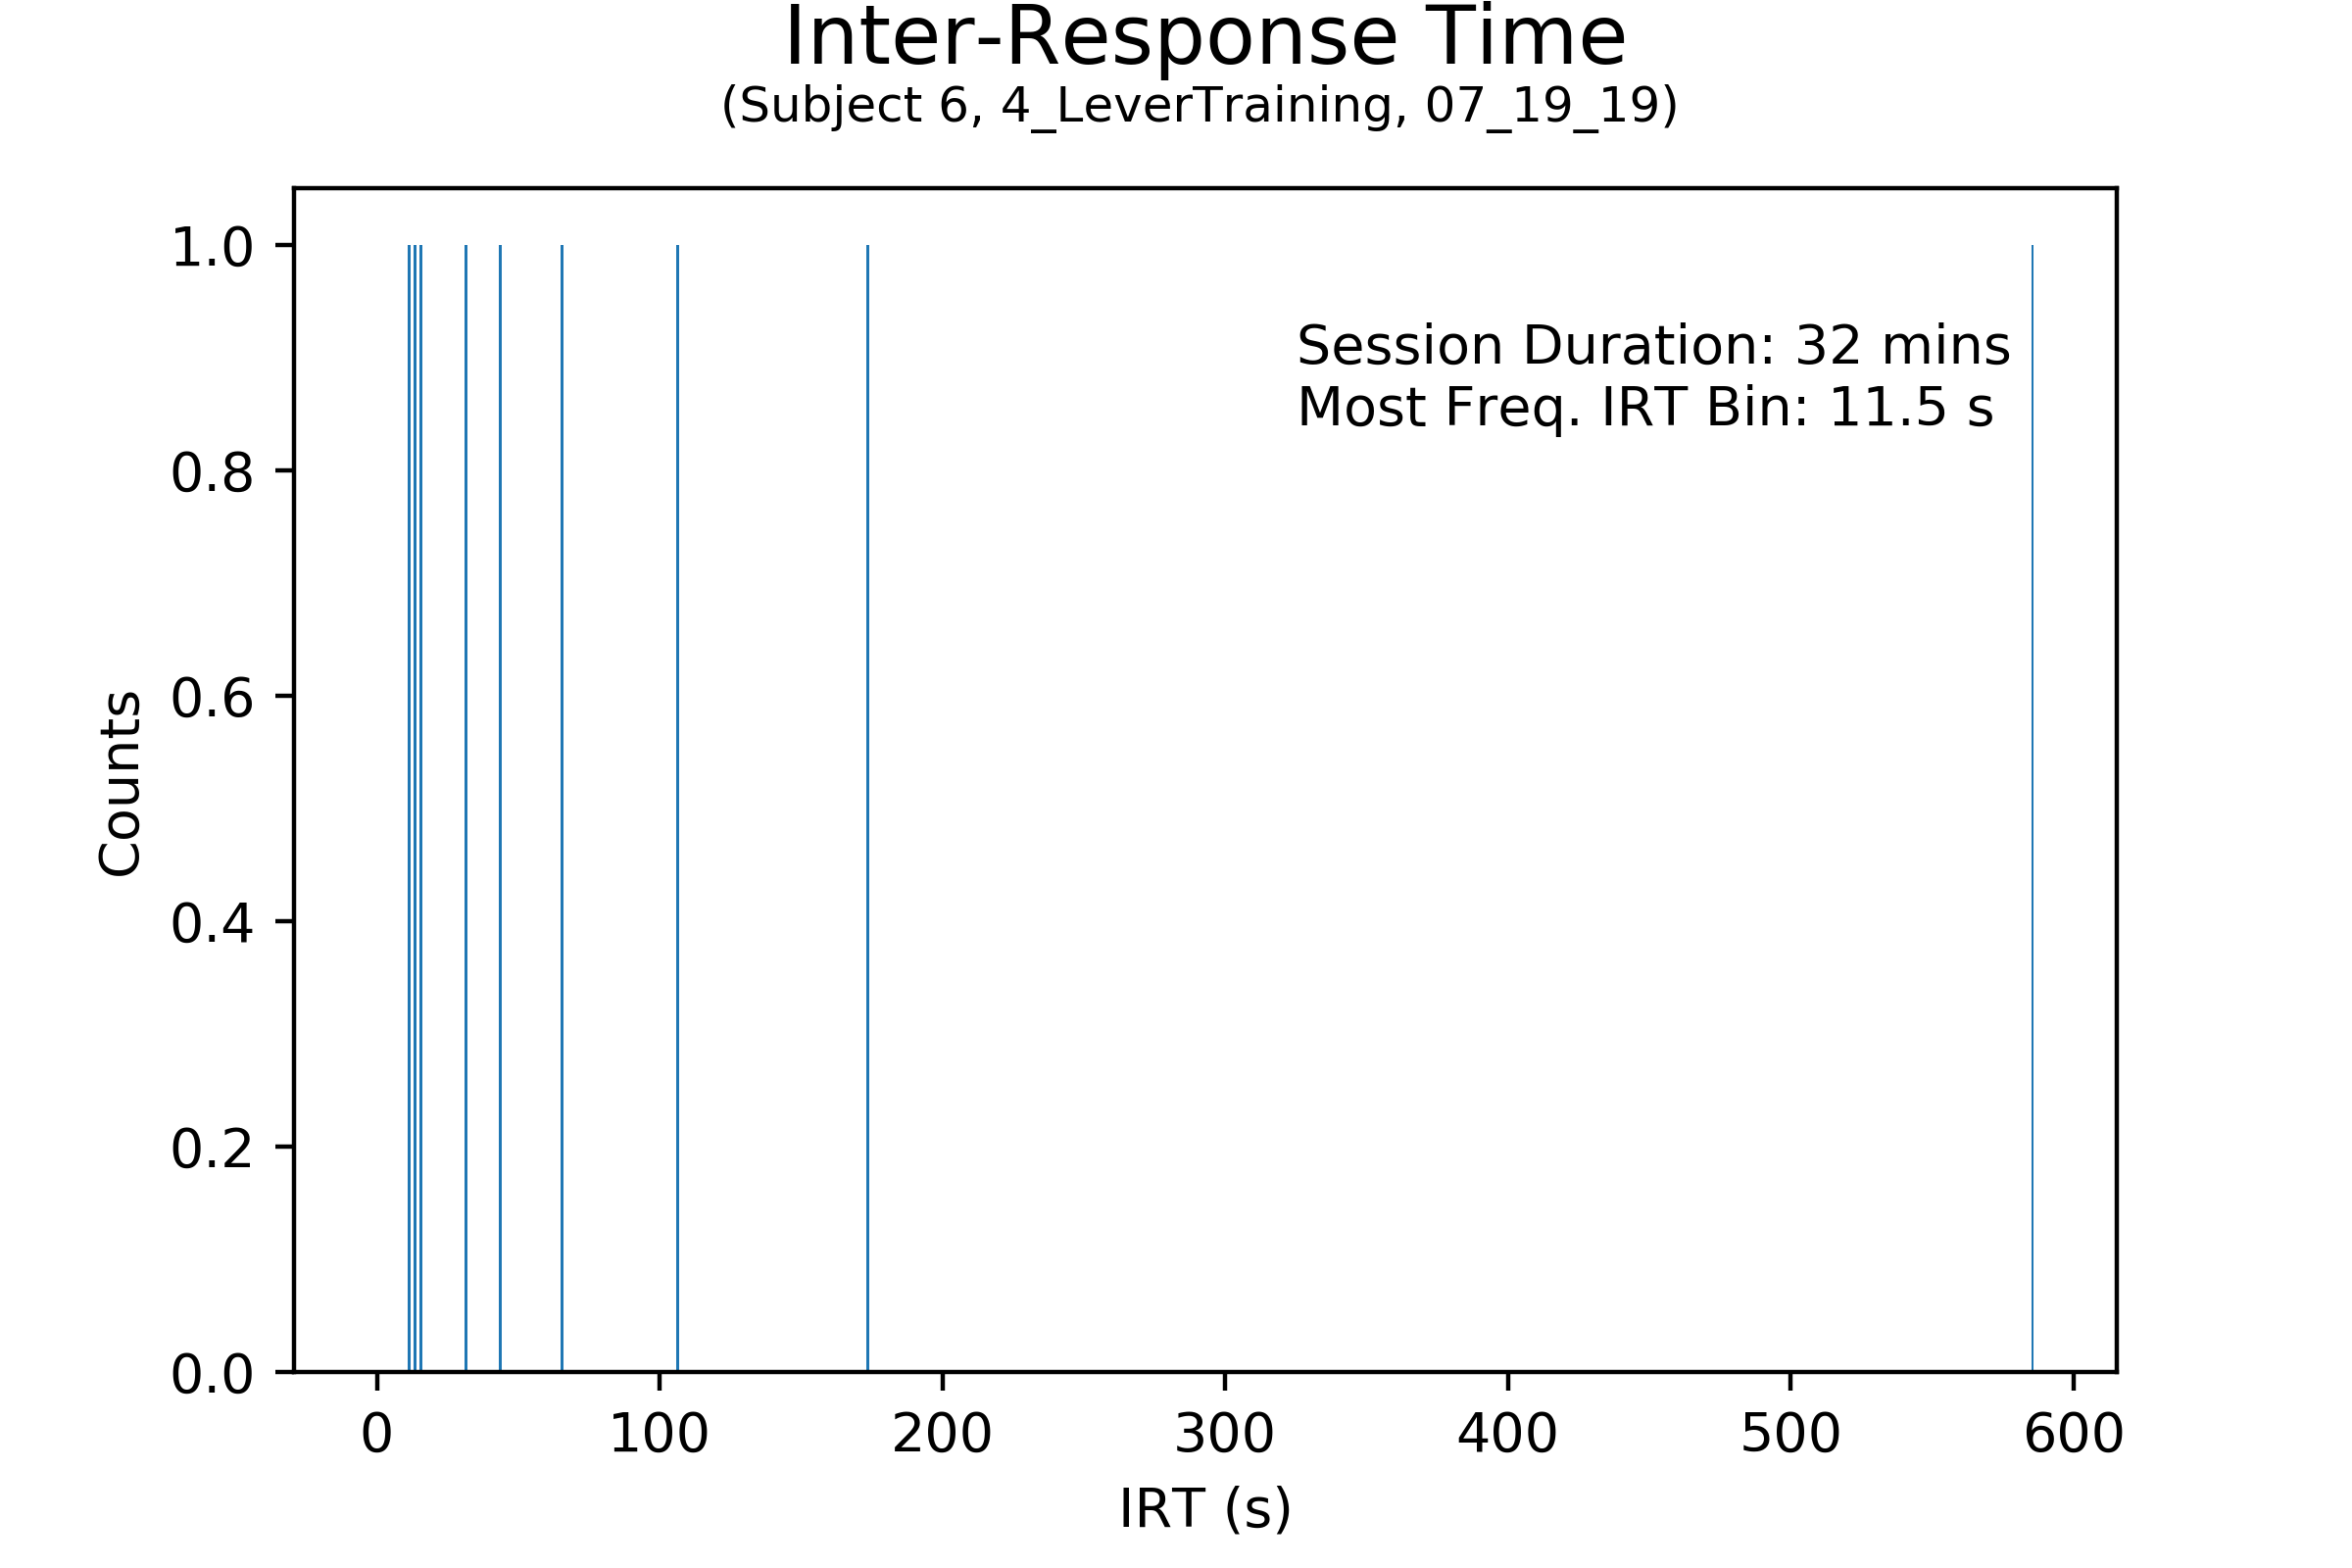 Inter-Response Time
(Subject 6, 4_LeverTraining, 07_19_19)
1.0
0.8
0.6
0.4
0.2
0.0
Counts
Session Duration: 32 mins
Most Freq. IRT Bin: 11.5 s
0 100 200 300 400 500 600
IRT (s)